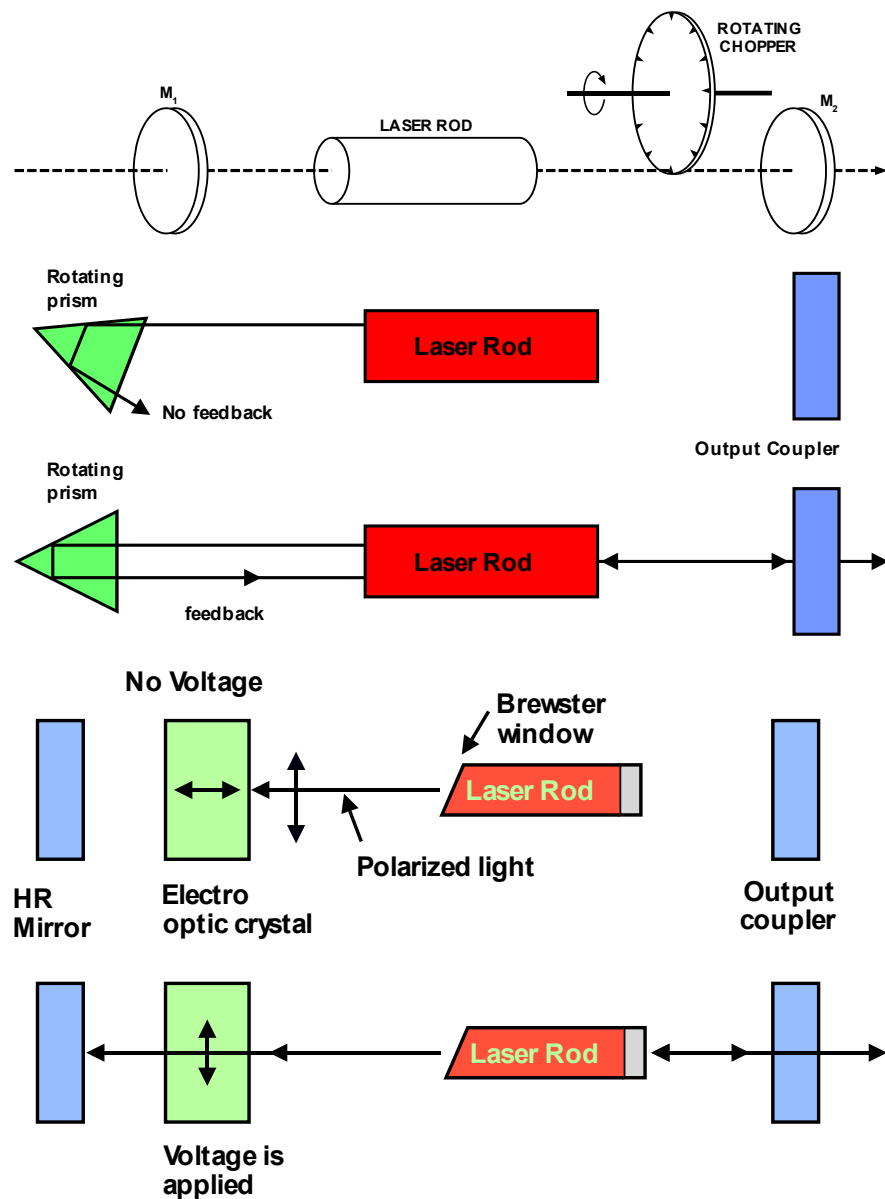 ROTATING
CHOPPER
M1
M2
LASER ROD
Rotating
prism
Laser Rod
No feedback
Output Coupler
Rotating
prism
Laser Rod
feedback
No Voltage
Brewster
window
Laser Rod
Polarized light
HR
Mirror
Electro
optic crystal
Output
coupler
Laser Rod
Voltage is
applied